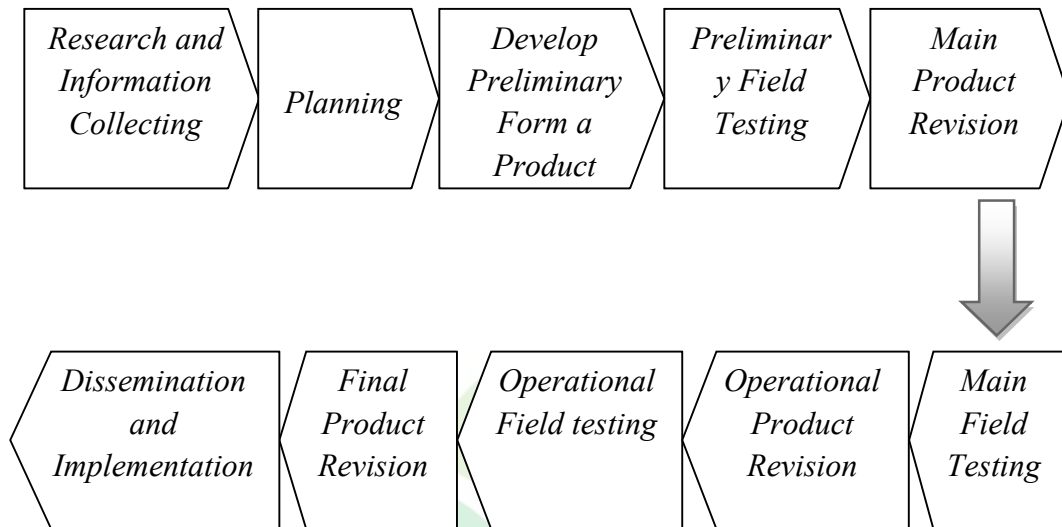 Research and
Information
Collecting
Planning
Develop
Preliminary
Form a
Product
Preliminar
y Field
Testing
Main
Product
Revision
Main
Field
Testing
Operational
Product
Revision
Operational
Field testing
Final
Product
Revision
Dissemination
and
Implementation